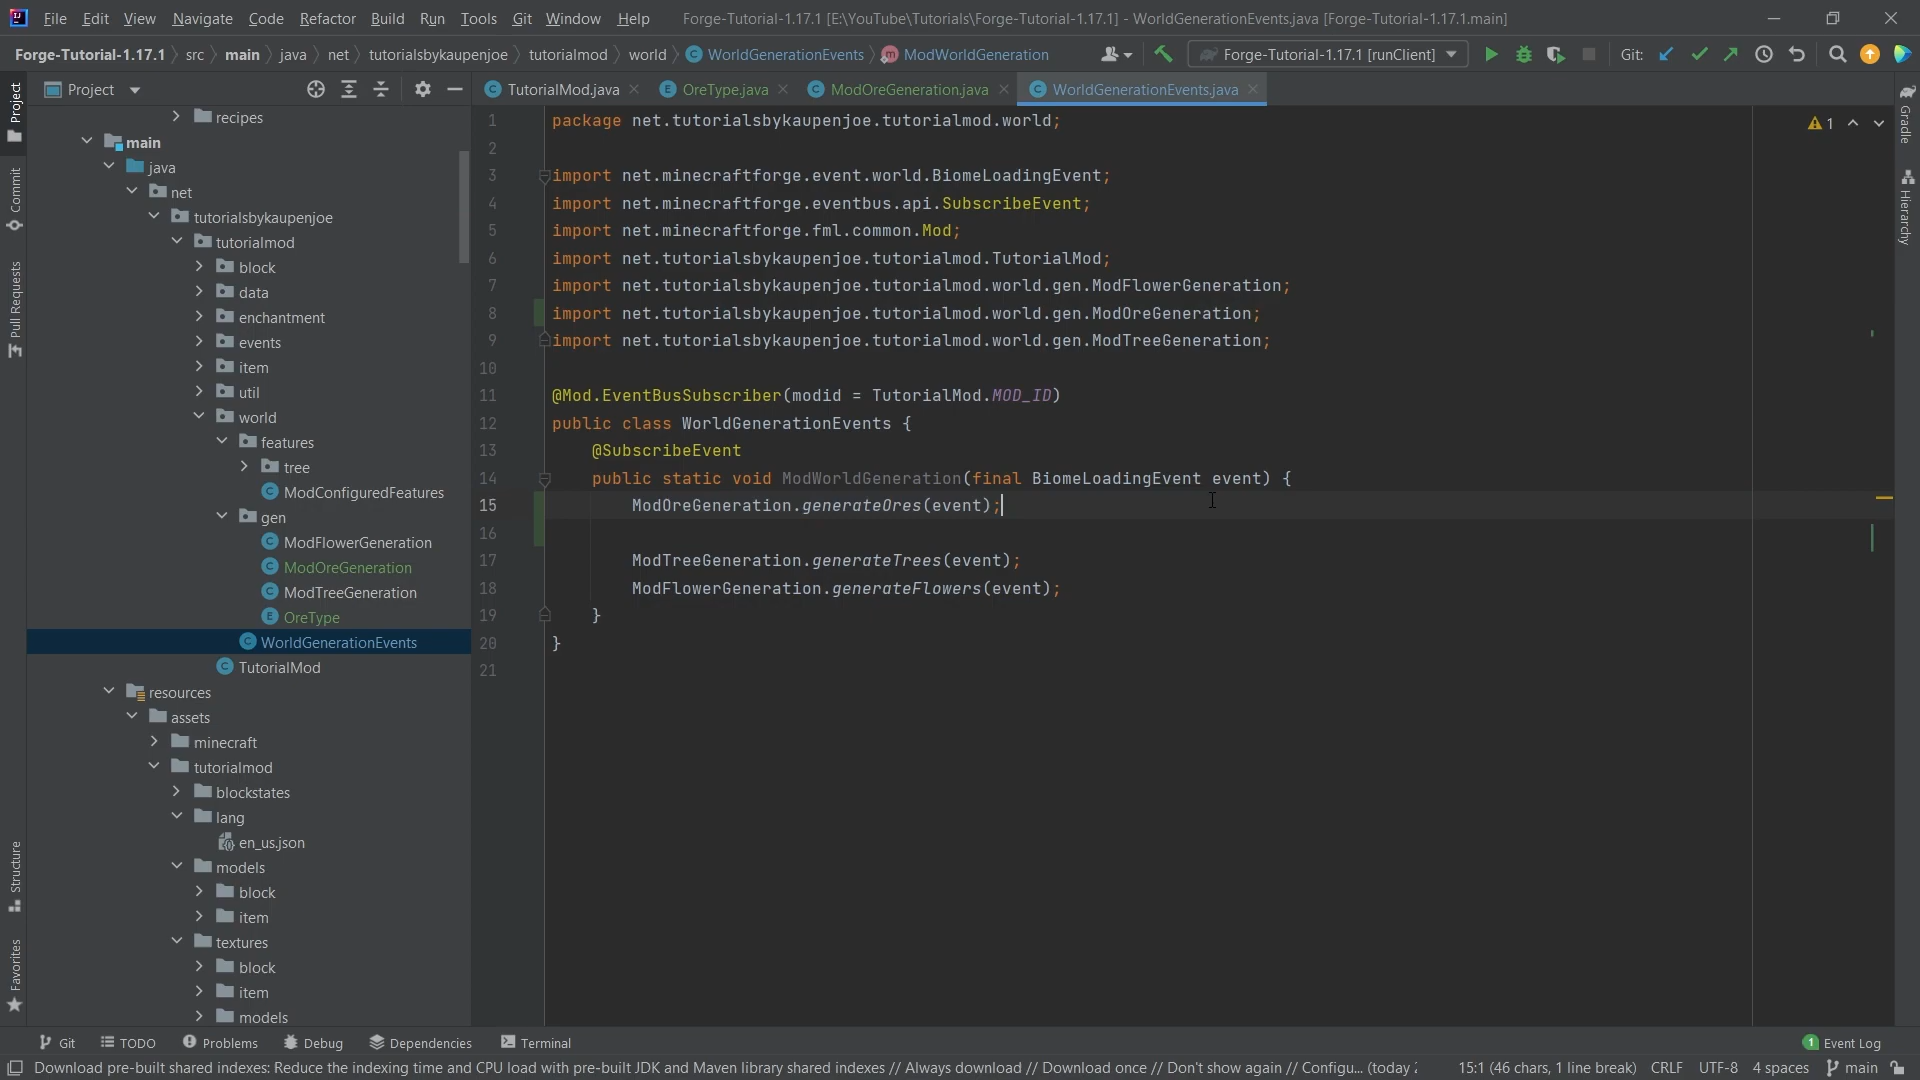 File Edit View Navigate Code Refactor Build Run Tools Git Window Help Forge-Tutorial-1.17.1 [E:\YouTube\Tutorials\Forge-Tutorial-1.17.1] - WorldGenerationEvents.java [Forge-Tutorial-1.17.1.main]
Forge-Tutorial-1.17.1 src main java net tutorialsbykaupenjoe tutorialmod world WorldGenerationEvents ModWorldGeneration Forge-Tutorial-1.17.1 [runClient] Git:
Project
TutorialMod.java OreType.java ModOreGeneration.java WorldGenerationEvents.java
Project
Commit
Pull Requests
Structure
Favorites
recipes
main
java
net
tutorialsbykaupenjoe
tutorialmod
block
data
enchantment
events
item
util
world
features
tree
ModConfiguredFeatures
gen
ModFlowerGeneration
ModOreGeneration
ModTreeGeneration
OreType
WorldGenerationEvents
TutorialMod
resources
assets
minecraft
tutorialmod
blockstates
lang
en_us.json
models
block
item
textures
block
item
models
1 package net.tutorialsbykaupenjoe.tutorialmod.world;
2
3 import net.minecraftforge.event.world.BiomeLoadingEvent;
4 import net.minecraftforge.eventbus.api.SubscribeEvent;
5 import net.minecraftforge.fml.common.Mod;
6 import net.tutorialsbykaupenjoe.tutorialmod.TutorialMod;
7 import net.tutorialsbykaupenjoe.tutorialmod.world.gen.ModFlowerGeneration;
8 import net.tutorialsbykaupenjoe.tutorialmod.world.gen.ModOreGeneration;
9 import net.tutorialsbykaupenjoe.tutorialmod.world.gen.ModTreeGeneration;
10
11 @Mod.EventBusSubscriber(modid = TutorialMod.MOD_ID)
12 public class WorldGenerationEvents {
13 @SubscribeEvent
14 public static void ModWorldGeneration(final BiomeLoadingEvent event) {
15 ModOreGeneration.generateOres(event);
16
17 ModTreeGeneration.generateTrees(event);
18 ModFlowerGeneration.generateFlowers(event);
19 }
20 }
21
1
Gradle
Hierarchy
Git TODO Problems Debug Dependencies Terminal 1 Event Log
Download pre-built shared indexes: Reduce the indexing time and CPU load with pre-built JDK and Maven library shared indexes // Always download // Download once // Don't show again // Configu... (today 15:1 (46 chars, 1 line break) CRLF UTF-8 4 spaces main